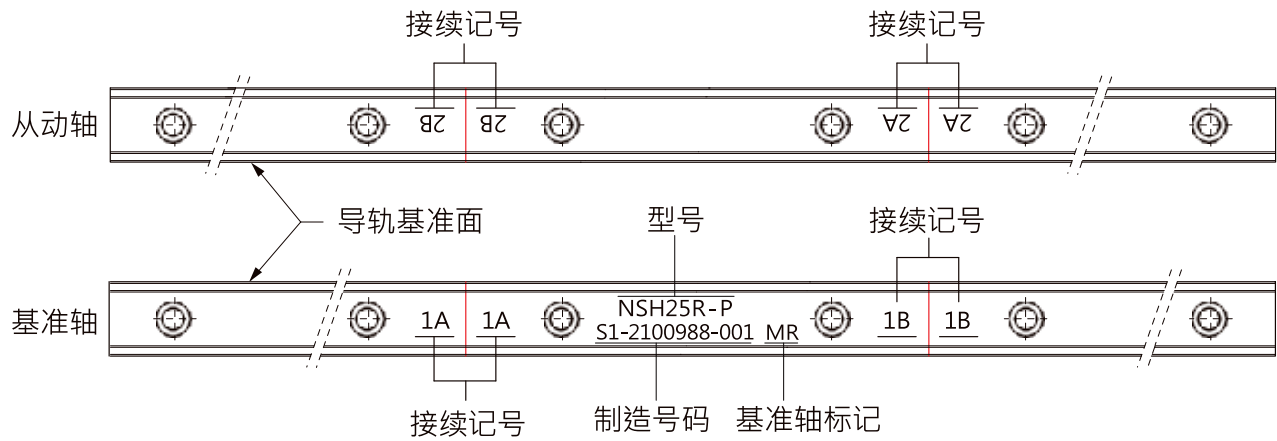 接续记号 接续记号
从动轴 2B 2B 2A 2A
导轨基准面 型号 接续记号
基准轴 1A 1A NSH25R-P 1B 1B
S1-2100988-001 MR
接续记号 制造号码 基准轴标记